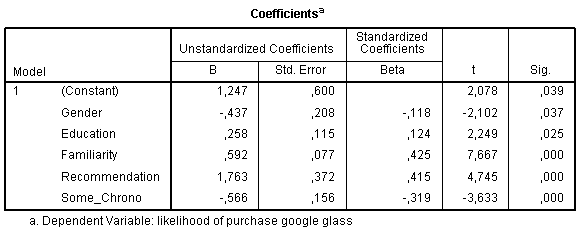 Coefficientsa
Model Unstandardized Coefficients Standardized Coefficients t Sig.
B Std. Error Beta
1 (Constant) 1,247 ,600 2,078 ,039
Gender -,437 ,208 -,118 -2,102 ,037
Education ,258 ,115 ,124 2,249 ,025
Familiarity ,592 ,077 ,425 7,667 ,000
Recommendation 1,763 ,372 ,415 4,745 ,000
Some_Chrono -,566 ,156 -,319 -3,633 ,000
a. Dependent Variable: likelihood of purchase google glass